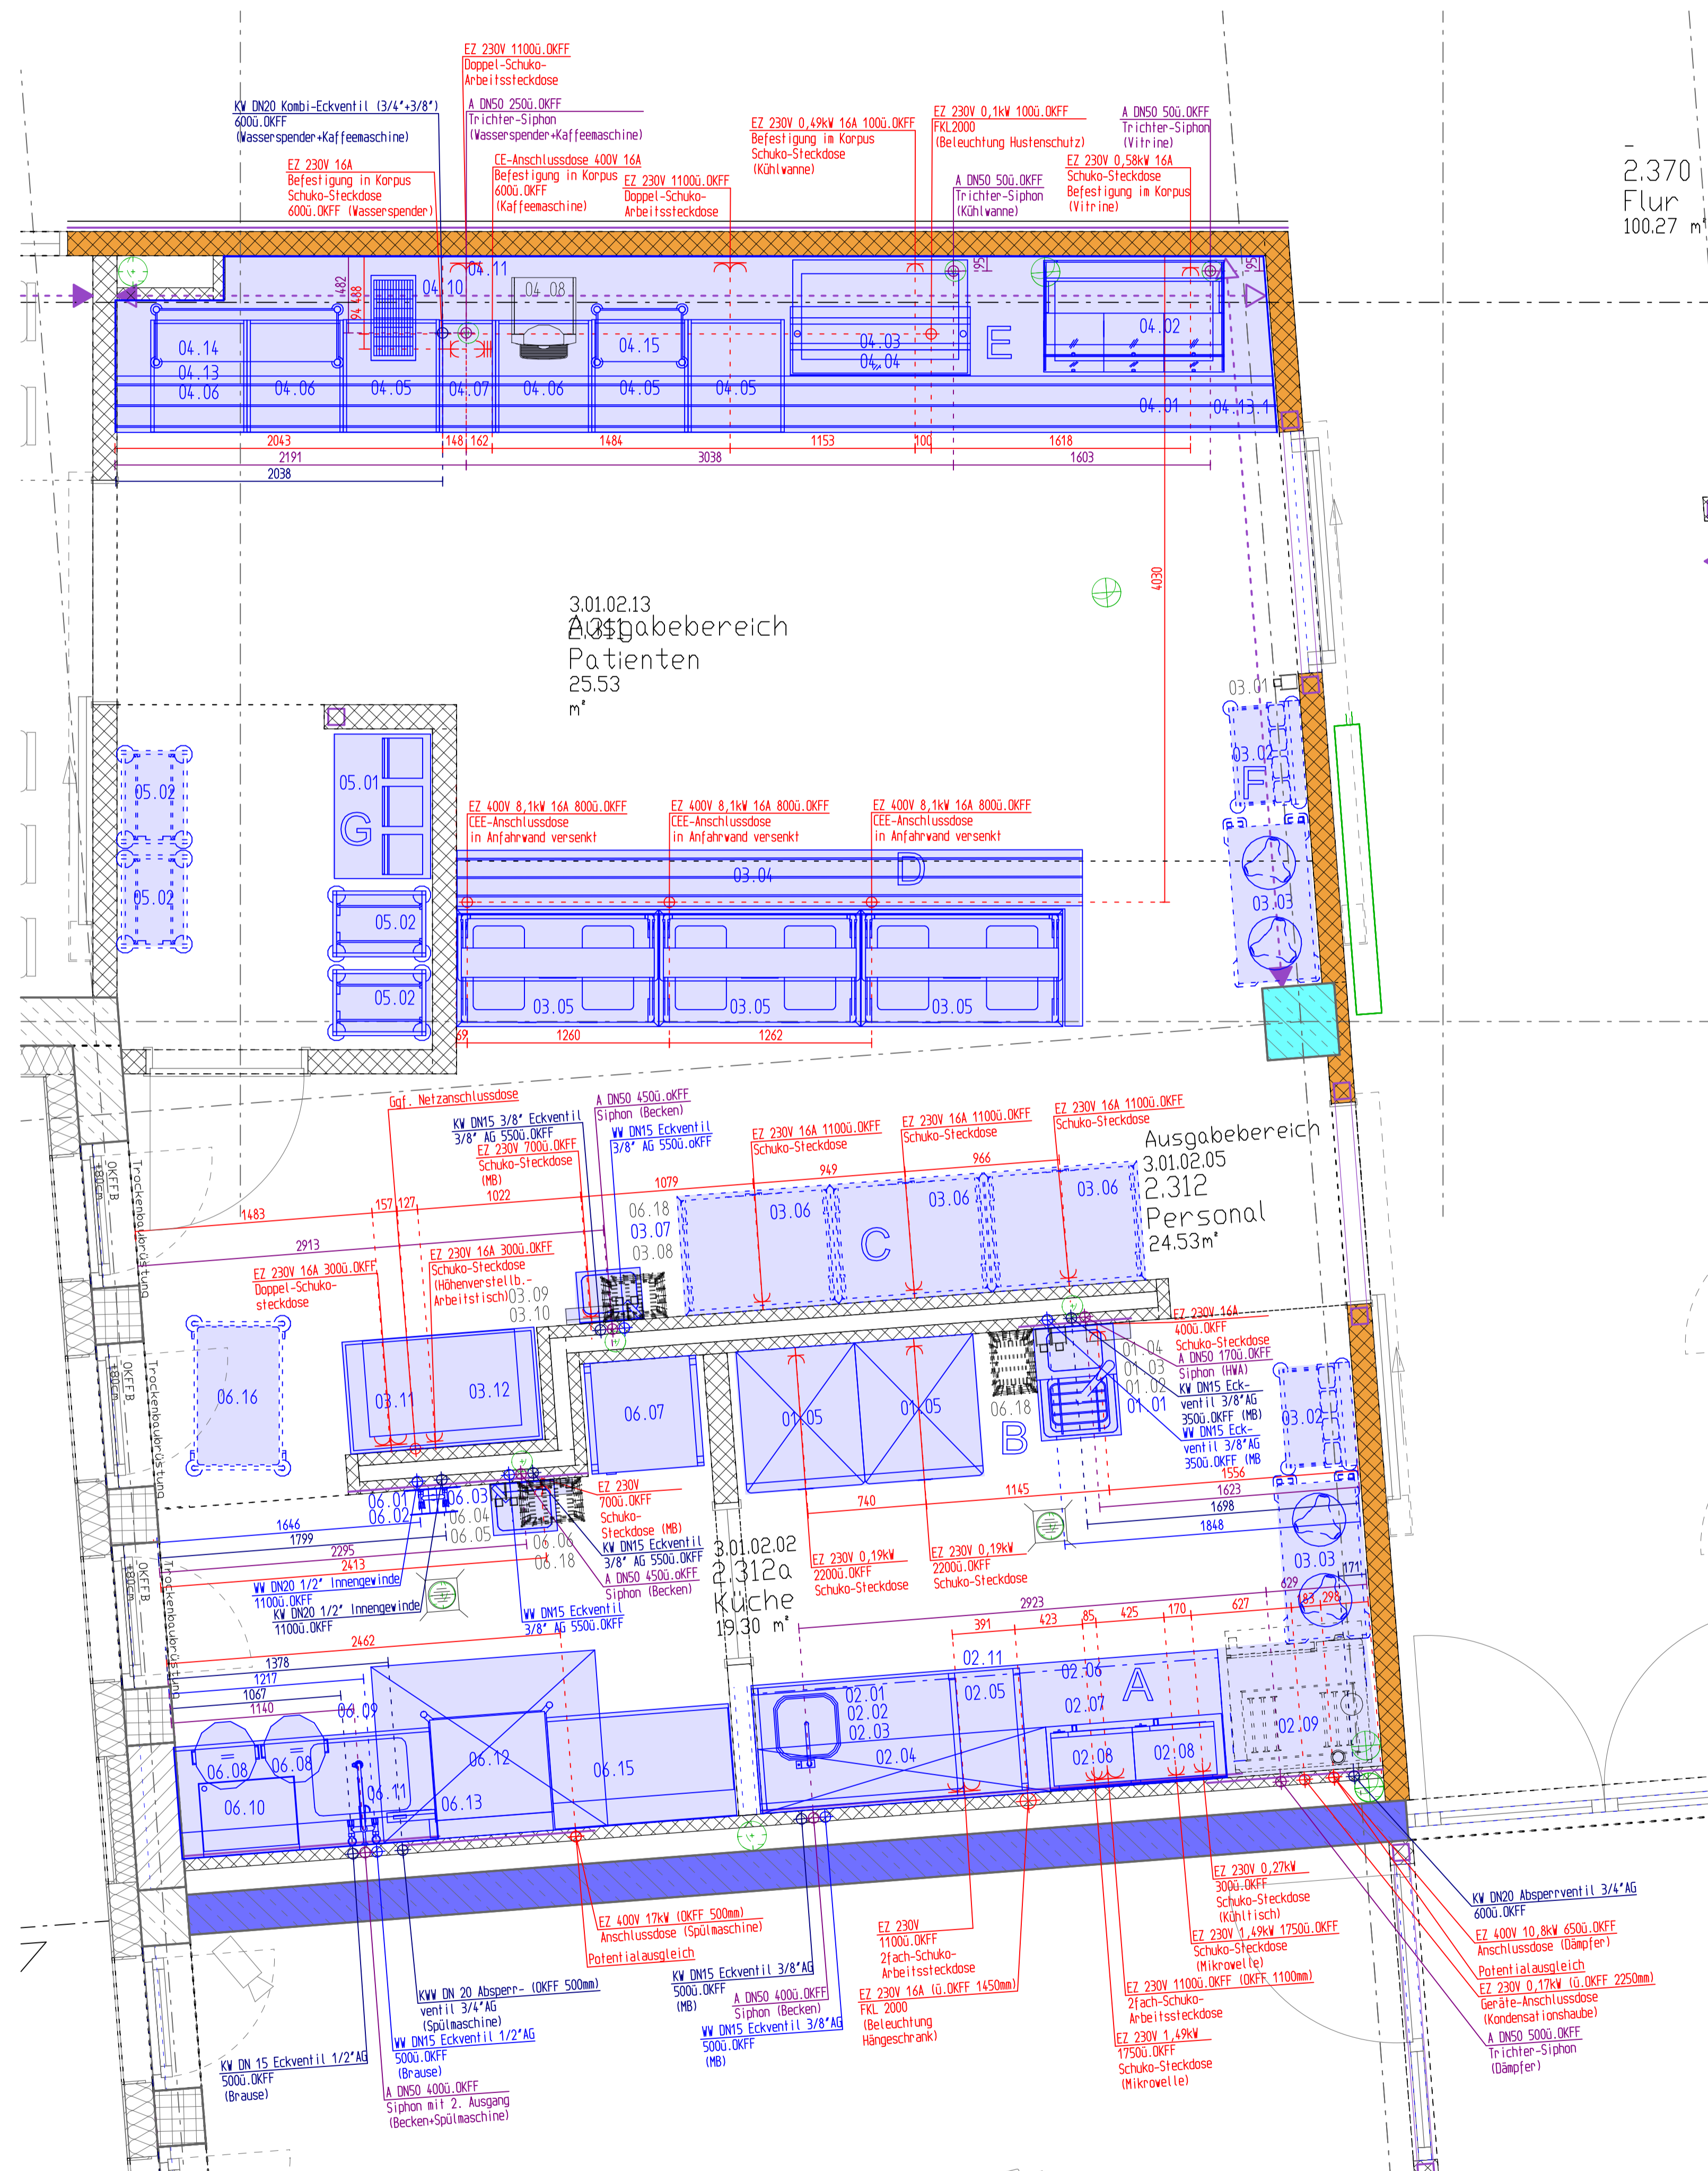 EZ 230V 1100ü.OKFF
Doppel-Schuko-
Arbeitssteckdose
KW DN20 Kombi-Eckventil (3/4"+3/8")
600ü.OKFF
(Wasserspender+Kaffeemaschine)
A DN50 250ü.OKFF
Trichter-Siphon
(Wasserspender+Kaffeemaschine)
EZ 230V 0,49kW 16A 100ü.OKFF
Befestigung im Korpus
Schuko-Steckdose
(Kühlwanne)
EZ 230V 0,1kW 100ü.OKFF
FKL2000
(Beleuchtung Hustenschutz)
A DN50 50ü.OKFF
Trichter-Siphon
(Vitrine)
EZ 230V 16A
Befestigung in Korpus
Schuko-Steckdose
600ü.OKFF (Wasserspender)
CE-Anschlussdose 400V 16A
Befestigung in Korpus
600ü.OKFF
(Kaffeemaschine)
EZ 230V 1100ü.OKFF
Doppel-Schuko-
Arbeitssteckdose
A DN50 50ü.OKFF
Trichter-Siphon
(Kühlwanne)
EZ 230V 0,58kW 16A
Schuko-Steckdose
Befestigung im Korpus
(Vitrine)
2.370
Flur
100.27 m²
482
94 488
04.11
04.10
04.08
95
95
04.14
04.13
04.06
04.06
04.05
04.07
04.06
04.15
04.05
04.05
04.03
04.04
E
04.02
04.01
04.13.1
2043
148
162
1484
1153
100
1618
2191
3038
1603
2038
4030
3.01.02.13
2.311
Ausgabebereich
Patienten
25.53
m²
03.01
03.02
F
03.03
05.02
05.02
05.01
G
05.02
05.02
EZ 400V 8,1kW 16A 800ü.OKFF
CEE-Anschlussdose
in Anfahrwand versenkt
EZ 400V 8,1kW 16A 800ü.OKFF
CEE-Anschlussdose
in Anfahrwand versenkt
EZ 400V 8,1kW 16A 800ü.OKFF
CEE-Anschlussdose
in Anfahrwand versenkt
03.04
D
03.05
03.05
03.05
69
1260
1262
Ggf. Netzanschlussdose
KW DN15 3/8" Eckventil
3/8" AG 550ü.OKFF
EZ 230V 700ü.OKFF
Schuko-Steckdose
(MB)
A DN50 450ü.oKFF
Siphon (Becken)
WW DN15 Eckventil
3/8" AG 550ü.oKFF
EZ 230V 16A 1100ü.OKFF
Schuko-Steckdose
EZ 230V 16A 1100ü.OKFF
Schuko-Steckdose
EZ 230V 16A 1100ü.OKFF
Schuko-Steckdose
Ausgabebereich
3.01.02.05
2.312
Personal
24.53m²
1483
157
127
1022
1079
949
966
2913
06.18
03.07
03.08
03.06
03.06
03.06
C
EZ 230V 16A 300ü.OKFF
Doppel-Schuko-
steckdose
EZ 230V 16A 300ü.OKFF
Schuko-Steckdose
(Höhenverstellb.-
Arbeitstisch)
03.09
03.10
OKFF.B
+80cm
Trockenbaubrüstung
OKFF.B
+80cm
Trockenbaubrüstung
OKFF.B
+80cm
Trockenbaubrüstung
06.16
03.11
03.12
06.07
01.05
01.05
06.18
B
01.04
01.03
01.02
01.01
EZ 230V 16A
400ü.OKFF
Schuko-Steckdose
A DN50 170ü.OKFF
Siphon (HWA)
KW DN15 Eck-
ventil 3/8"AG
350ü.OKFF (MB)
WW DN15 Eck-
ventil 3/8"AG
350ü.OKFF (MB
03.02
03.03
171
740
1145
1556
1623
1698
1848
06.01
06.02
06.03
06.04
06.05
06.06
06.18
EZ 230V
700ü.OKFF
Schuko-
Steckdose (MB)
KW DN15 Eckventil
3/8" AG 550ü.OKFF
A DN50 450ü.oKFF
Siphon (Becken)
WW DN15 Eckventil
3/8" AG 550ü.OKFF
1646
1799
2295
2413
WW DN20 1/2" Innengewinde
1100ü.OKFF
KW DN20 1/2" Innengewinde
1100ü.OKFF
3.01.02.02
2.312a
Küche
19.30 m²
EZ 230V 0,19kW
2200ü.OKFF
Schuko-Steckdose
EZ 230V 0,19kW
2200ü.OKFF
Schuko-Steckdose
2462
1378
1217
1067
1140
2923
629
391
423
85
425
170
627
83
298
06.09
06.08
06.08
06.10
06.11
06.12
06.13
06.15
02.11
02.01
02.02
02.03
02.04
02.05
02.06
02.07
A
02.08
02.08
02.09
EZ 400V 17kW (OKFF 500mm)
Anschlussdose (Spülmaschine)
Potentialausgleich
KWW DN 20 Absperr- (OKFF 500mm)
ventil 3/4"AG
(Spülmaschine)
WW DN15 Eckventil 1/2"AG
500ü.OKFF
(Brause)
KW DN 15 Eckventil 1/2"AG
500ü.OKFF
(Brause)
A DN50 400ü.OKFF
Siphon mit 2. Ausgang
(Becken+Spülmaschine)
KW DN15 Eckventil 3/8"AG
500ü.OKFF
(MB)
A DN50 400ü.OKFF
Siphon (Becken)
WW DN15 Eckventil 3/8"AG
500ü.OKFF
(MB)
EZ 230V
1100ü.OKFF
2fach-Schuko-
Arbeitssteckdose
EZ 230V 16A (ü.OKFF 1450mm)
FKL 2000
(Beleuchtung
Hängeschrank)
EZ 230V 0,27kW
300ü.OKFF
Schuko-Steckdose
(Kühltisch)
EZ 230V 1,49kW 1750ü.OKFF
Schuko-Steckdose
(Mikrowelle)
EZ 230V 1100ü.OKFF (OKFF 1100mm)
2fach-Schuko-
Arbeitssteckdose
EZ 230V 1,49kW
1750ü.OKFF
Schuko-Steckdose
(Mikrowelle)
KW DN20 Absperrventil 3/4"AG
600ü.OKFF
EZ 400V 10,8kW 650ü.OKFF
Anschlussdose (Dämpfer)
Potentialausgleich
EZ 230V 0,17kW (ü.OKFF 2250mm)
Geräte-Anschlussdose
(Kondensationshaube)
A DN50 500ü.OKFF
Trichter-Siphon
(Dämpfer)